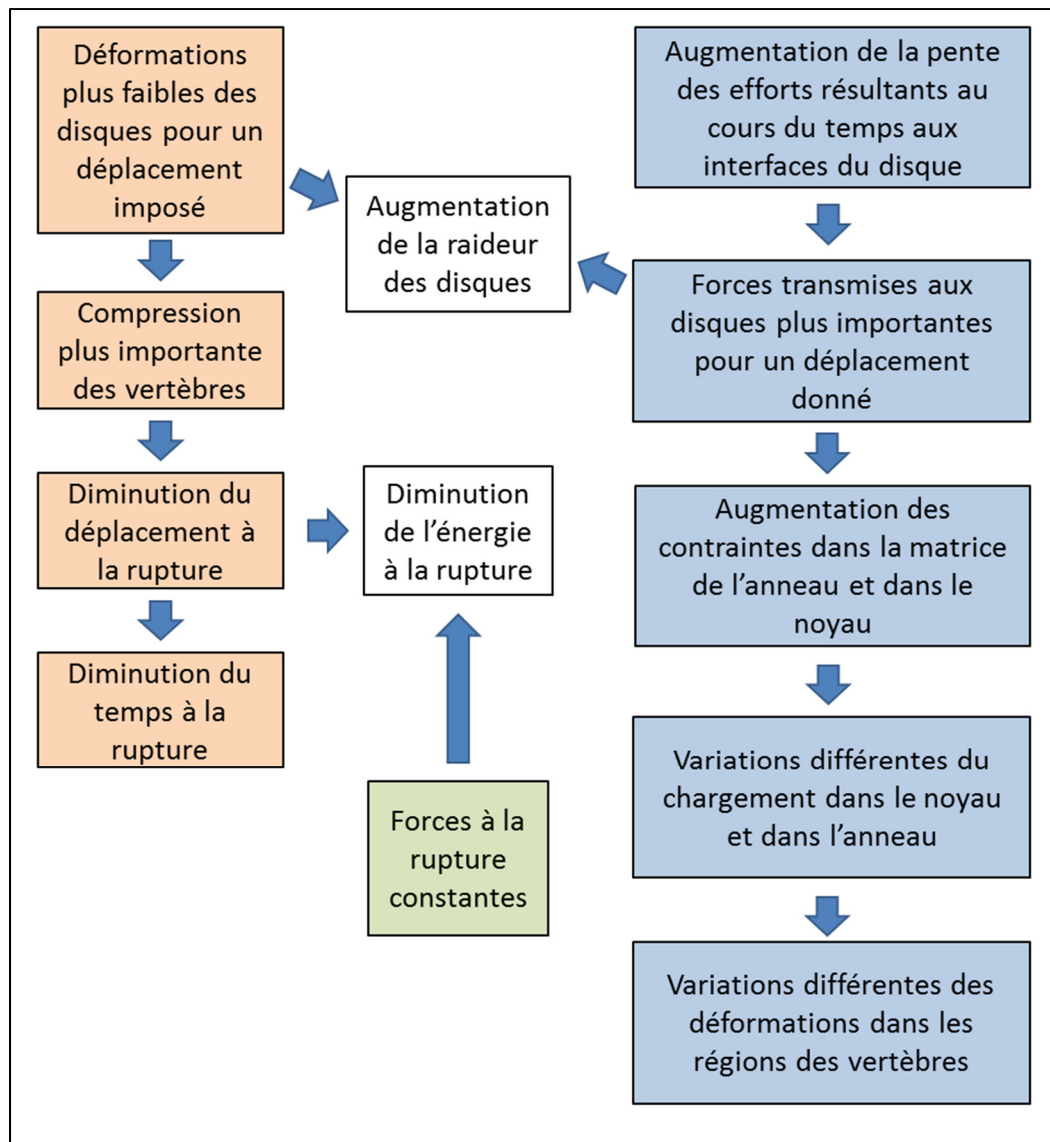 Déformations
plus faibles des
disques pour un
déplacement
imposé
Compression
plus importante
des vertèbres
Diminution du
déplacement à
la rupture
Diminution du
temps à la
rupture
Augmentation
de la raideur
des disques
Diminution
de l’énergie
à la rupture
Forces à la
rupture
constantes
Augmentation de la pente
des efforts résultants au
cours du temps aux
interfaces du disque
Forces transmises aux
disques plus importantes
pour un déplacement
donné
Augmentation des
contraintes dans la matrice
de l’anneau et dans le
noyau
Variations différentes du
chargement dans le noyau
et dans l’anneau
Variations différentes des
déformations dans les
régions des vertèbres